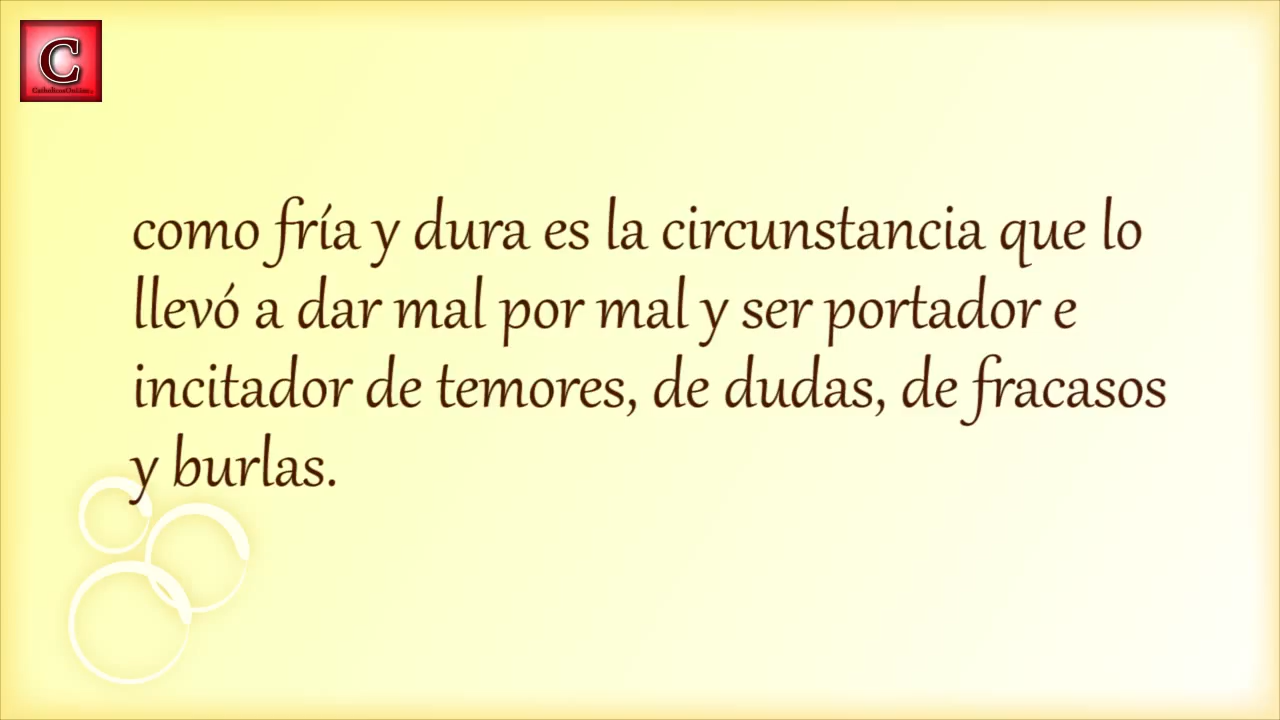 C
como fría y dura es la circunstancia que lo
llevó a dar mal por mal y ser portador e
incitador de temores, de dudas, de fracasos
y burlas.